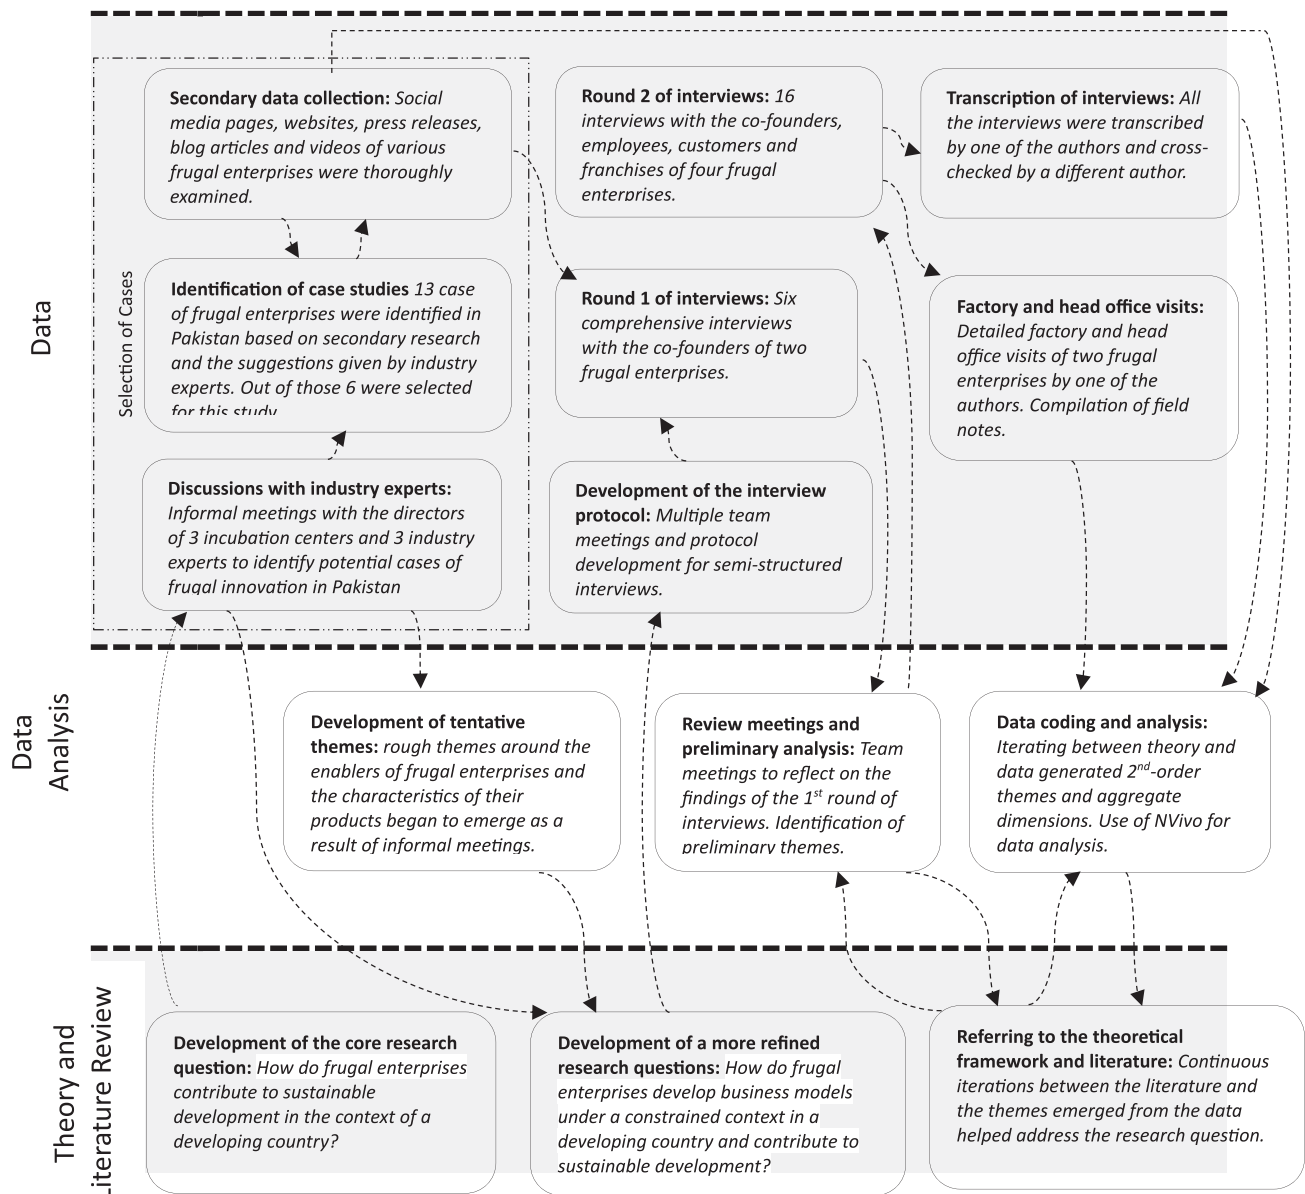 Data
Selection of Cases
Secondary data collection: Social
media pages, websites, press releases,
blog articles and videos of various
frugal enterprises were thoroughly
examined.
Identification of case studies 13 case
of frugal enterprises were identified in
Pakistan based on secondary research
and the suggestions given by industry
experts. Out of those 6 were selected
for this study
Discussions with industry experts:
Informal meetings with the directors
of 3 incubation centers and 3 industry
experts to identify potential cases of
frugal innovation in Pakistan
Round 2 of interviews: 16
interviews with the co-founders,
employees, customers and
franchises of four frugal
enterprises.
Round 1 of interviews: Six
comprehensive interviews
with the co-founders of two
frugal enterprises.
Development of the interview
protocol: Multiple team
meetings and protocol
development for semi-structured
interviews.
Transcription of interviews: All
the interviews were transcribed
by one of the authors and cross-
checked by a different author.
Factory and head office visits:
Detailed factory and head
office visits of two frugal
enterprises by one of the
authors. Compilation of field
notes.
Data
Analysis
Development of tentative
themes: rough themes around the
enablers of frugal enterprises and
the characteristics of their
products began to emerge as a
result of informal meetings.
Review meetings and
preliminary analysis: Team
meetings to reflect on the
findings of the 1st round of
interviews. Identification of
preliminary themes.
Data coding and analysis:
Iterating between theory and
data generated 2nd-order
themes and aggregate
dimensions. Use of NVivo for
data analysis.
Theory and
Literature Review
Development of the core research
question: How do frugal enterprises
contribute to sustainable
development in the context of a
developing country?
Development of a more refined
research questions: How do frugal
enterprises develop business models
under a constrained context in a
developing country and contribute to
sustainable development?
Referring to the theoretical
framework and literature: Continuous
iterations between the literature and
the themes emerged from the data
helped address the research question.